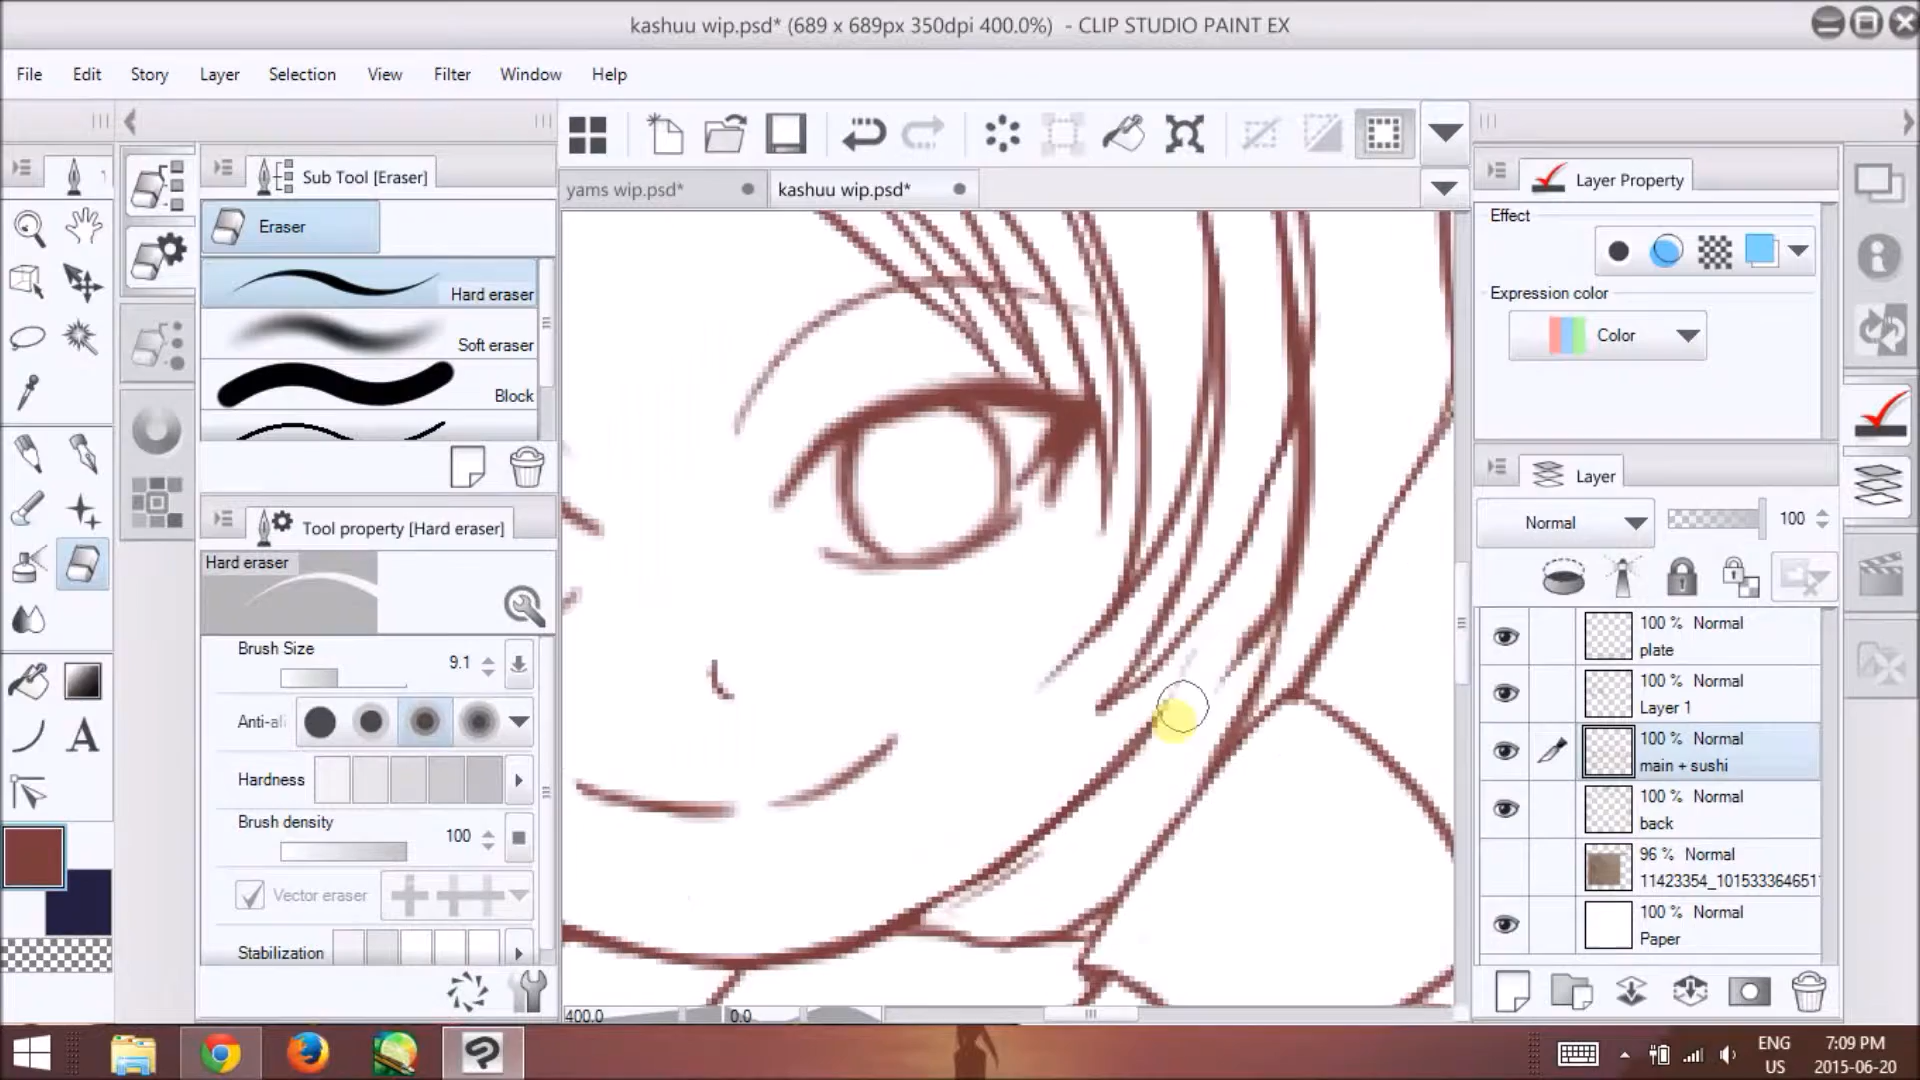 kashuu wip.psd* (689 x 689px 350dpi 400.0%)  - CLIP STUDIO PAINT EX
File Edit Story Layer Selection View Filter Window Help
Sub Tool [Eraser]
Eraser
Hard eraser
Soft eraser
Block
Tool property [Hard eraser]
Hard eraser
Brush Size 9.1
Anti-ali
Hardness
Brush density 100
Vector eraser
Stabilization
yams wip.psd* kashuu wip.psd*
400.0 0.0
Layer Property
Effect
Expression color
Color
Layer
Normal 100
100 % Normal
plate
100 % Normal
Layer 1
100 % Normal
main + sushi
100 % Normal
back
96 % Normal
11423354_101533364651
100 % Normal
Paper
ENG
US
7:09 PM
2015-06-20